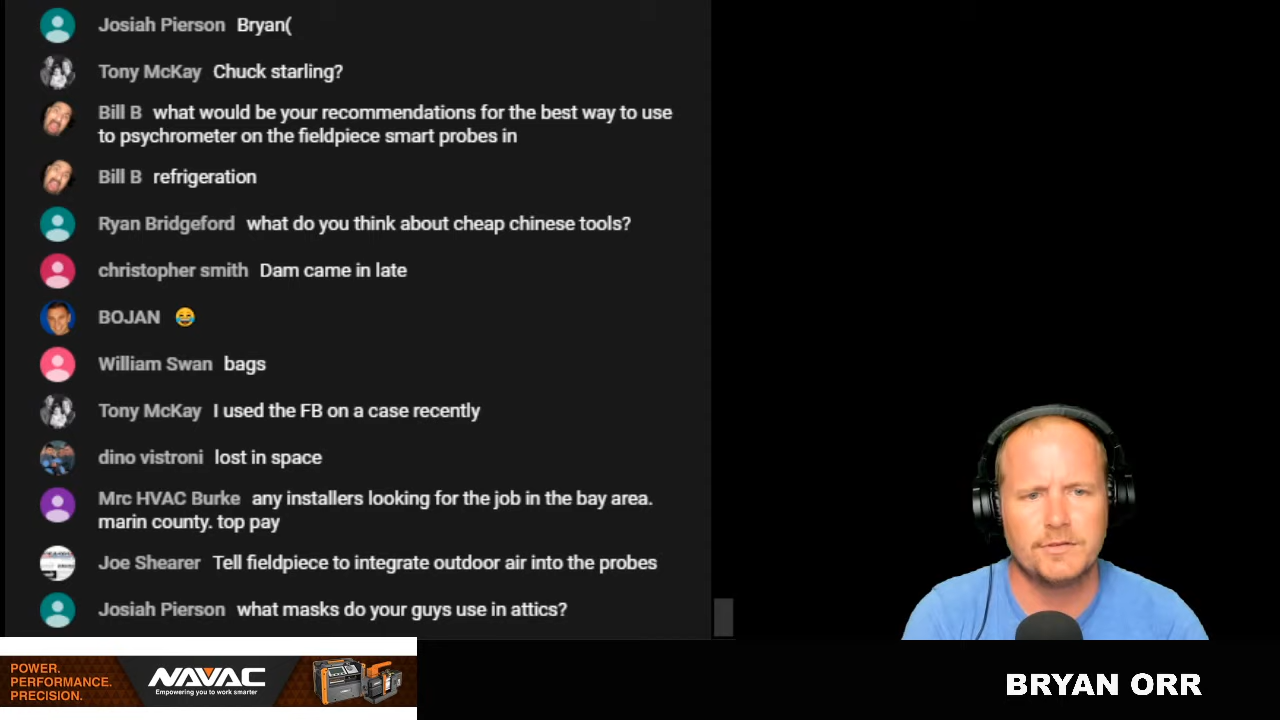 Josiah Pierson Bryan(
Tony McKay Chuck starling?
Bill B what would be your recommendations for the best way to use
to psychrometer on the fieldpiece smart probes in
Bill B refrigeration
Ryan Bridgeford what do you think about cheap chinese tools?
christopher smith Dam came in late
BOJAN 😂
William Swan bags
Tony McKay I used the FB on a case recently
dino vistroni lost in space
Mrc HVAC Burke any installers looking for the job in the bay area.
marin county. top pay
Joe Shearer Tell fieldpiece to integrate outdoor air into the probes
Josiah Pierson what masks do your guys use in attics?
POWER.
PERFORMANCE.
PRECISION.
NAVAC
Empowering you to work smarter
BRYAN ORR